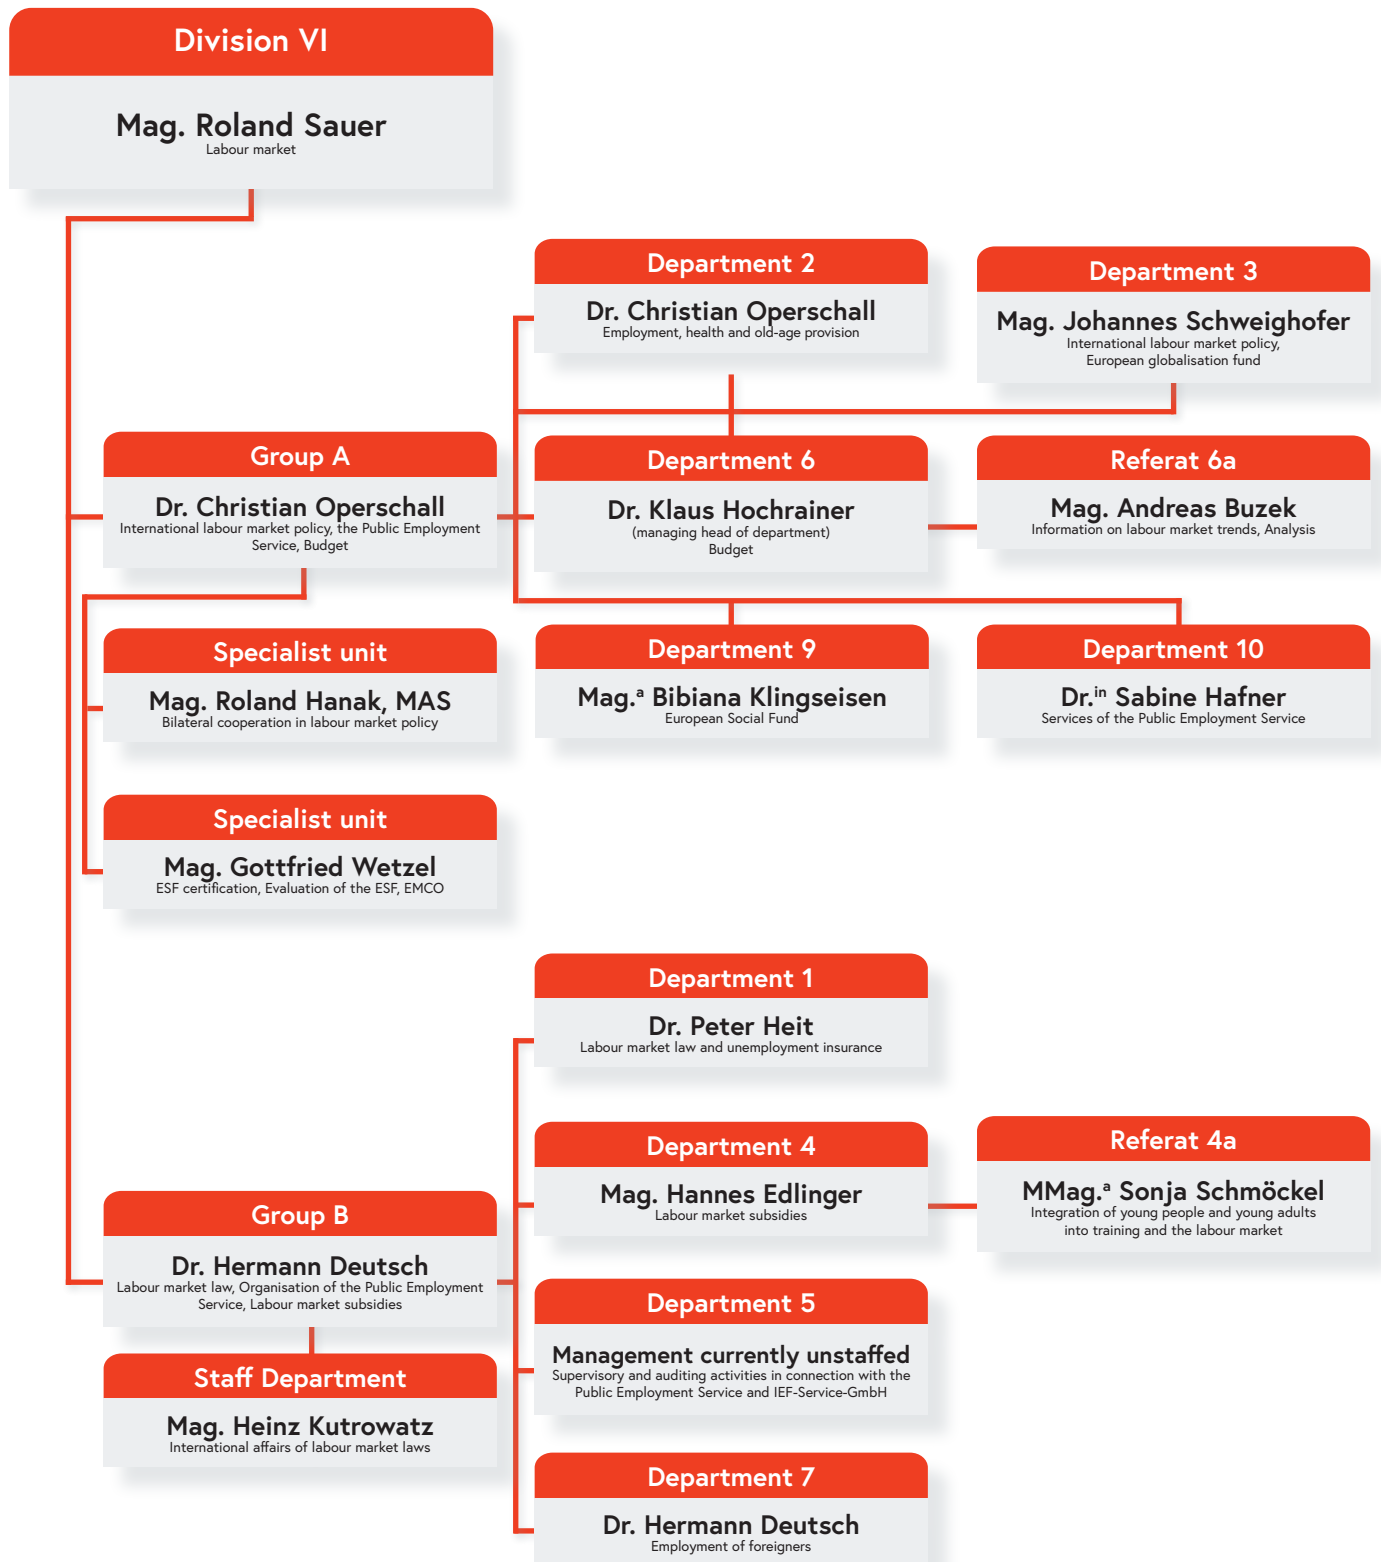 Division VI
Mag. Roland Sauer
Labour market
Department 2
Dr. Christian Operschall
Employment, health and old-age provision
Department 3
Mag. Johannes Schweighofer
International labour market policy,
European globalisation fund
Group A
Dr. Christian Operschall
International labour market policy, the Public Employment
Service, Budget
Department 6
Dr. Klaus Hochrainer
(managing head of department)
Budget
Referat 6a
Mag. Andreas Buzek
Information on labour market trends, Analysis
Specialist unit
Mag. Roland Hanak, MAS
Bilateral cooperation in labour market policy
Department 9
Mag.ᵃ Bibiana Klingseisen
European Social Fund
Department 10
Dr.ⁱⁿ Sabine Hafner
Services of the Public Employment Service
Specialist unit
Mag. Gottfried Wetzel
ESF certification, Evaluation of the ESF, EMCO
Department 1
Dr. Peter Heit
Labour market law and unemployment insurance
Department 4
Mag. Hannes Edlinger
Labour market subsidies
Referat 4a
MMag.ᵃ Sonja Schmöckel
Integration of young people and young adults
into training and the labour market
Group B
Dr. Hermann Deutsch
Labour market law, Organisation of the Public Employment
Service, Labour market subsidies
Department 5
Management currently unstaffed
Supervisory and auditing activities in connection with the
Public Employment Service and IEF-Service-GmbH
Staff Department
Mag. Heinz Kutrowatz
International affairs of labour market laws
Department 7
Dr. Hermann Deutsch
Employment of foreigners